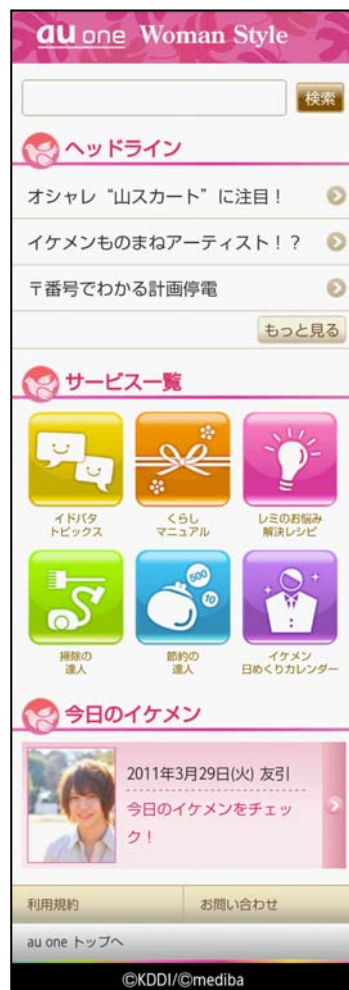 au one Woman Style
検索
ヘッドライン
オシャレ“山スカート”に注目！
イケメンものまねアーティスト！？
〒番号でわかる計画停電
もっと見る
サービス一覧
イドバタ
トピックス
くらし
マニュアル
レミのお悩み
解決レシピ
掃除の
達人
500
10
節約の
達人
イケメン
日めくりカレンダー
今日のイケメン
2011年3月29日(火) 友引
今日のイケメンをチェッ
ク！
利用規約
お問い合わせ
au one トップへ
©KDDI/©mediba